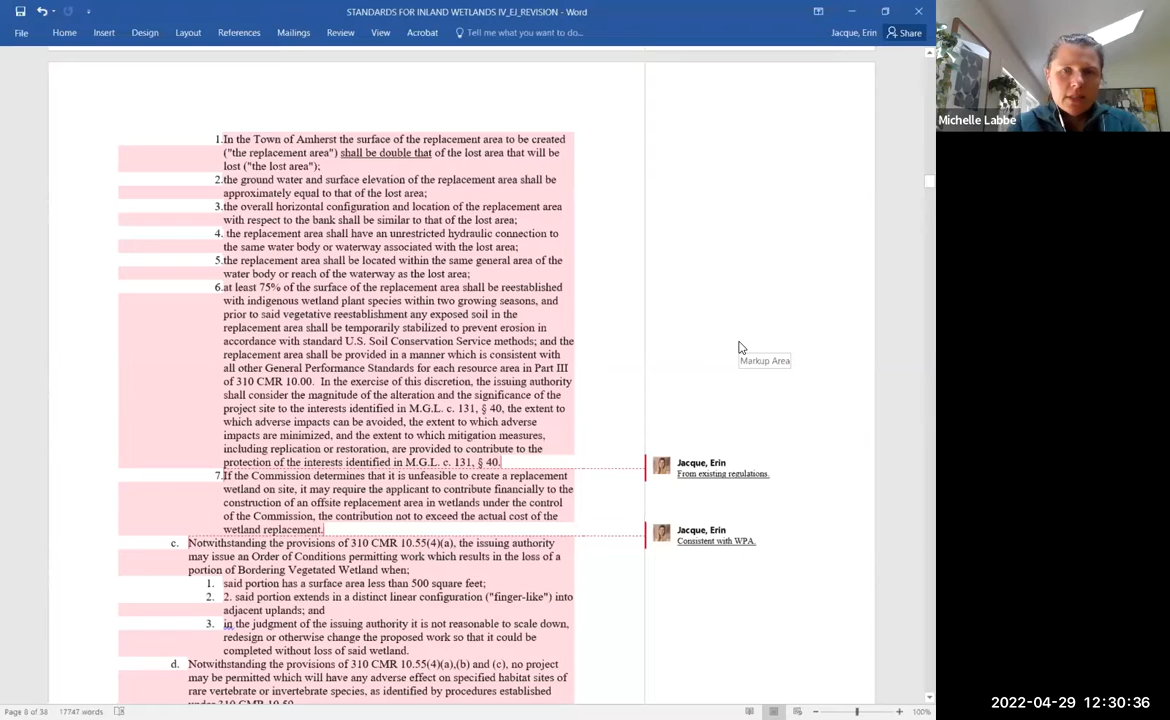 STANDARDS FOR INLAND WETLANDS IV_EJ_REVISION - Word
File Home Insert Design Layout References Mailings Review View Acrobat Tell me what you want to do... Jacque, Erin Share
Michelle Labbe
1. In the Town of Amherst the surface of the replacement area to be created
("the replacement area") shall be double that of the lost area that will be
lost ("the lost area");
2. the ground water and surface elevation of the replacement area shall be
approximately equal to that of the lost area;
3. the overall horizontal configuration and location of the replacement area
with respect to the bank shall be similar to that of the lost area;
4. the replacement area shall have an unrestricted hydraulic connection to
the same water body or waterway associated with the lost area;
5. the replacement area shall be located within the same general area of the
water body or reach of the waterway as the lost area;
6. at least 75% of the surface of the replacement area shall be reestablished
with indigenous wetland plant species within two growing seasons, and
prior to said vegetative reestablishment any exposed soil in the
replacement area shall be temporarily stabilized to prevent erosion in
accordance with standard U.S. Soil Conservation Service methods; and the
replacement area shall be provided in a manner which is consistent with
all other General Performance Standards for each resource area in Part III
of 310 CMR 10.00. In the exercise of this discretion, the issuing authority
shall consider the magnitude of the alteration and the significance of the
project site to the interests identified in M.G.L. c. 131, § 40, the extent to
which adverse impacts can be avoided, the extent to which adverse
impacts are minimized, and the extent to which mitigation measures,
including replication or restoration, are provided to contribute to the
protection of the interests identified in M.G.L. c. 131, § 40.
7. If the Commission determines that it is unfeasible to create a replacement
wetland on site, it may require the applicant to contribute financially to the
construction of an offsite replacement area in wetlands under the control
of the Commission, the contribution not to exceed the actual cost of the
wetland replacement.
c. Notwithstanding the provisions of 310 CMR 10.55(4)(a), the issuing authority
may issue an Order of Conditions permitting work which results in the loss of a
portion of Bordering Vegetated Wetland when;
1. said portion has a surface area less than 500 square feet;
2. 2. said portion extends in a distinct linear configuration ("finger-like") into
adjacent uplands; and
3. in the judgment of the issuing authority it is not reasonable to scale down,
redesign or otherwise change the proposed work so that it could be
completed without loss of said wetland.
d. Notwithstanding the provisions of 310 CMR 10.55(4)(a),(b) and (c), no project
may be permitted which will have any adverse effect on specified habitat sites of
rare vertebrate or invertebrate species, as identified by procedures established
under 310 CMR 10.59.
Markup Area
Jacque, Erin
From existing regulations.
Jacque, Erin
Consistent with WPA.
Page 8 of 38 17747 words
100%
2022-04-29 12:30:36